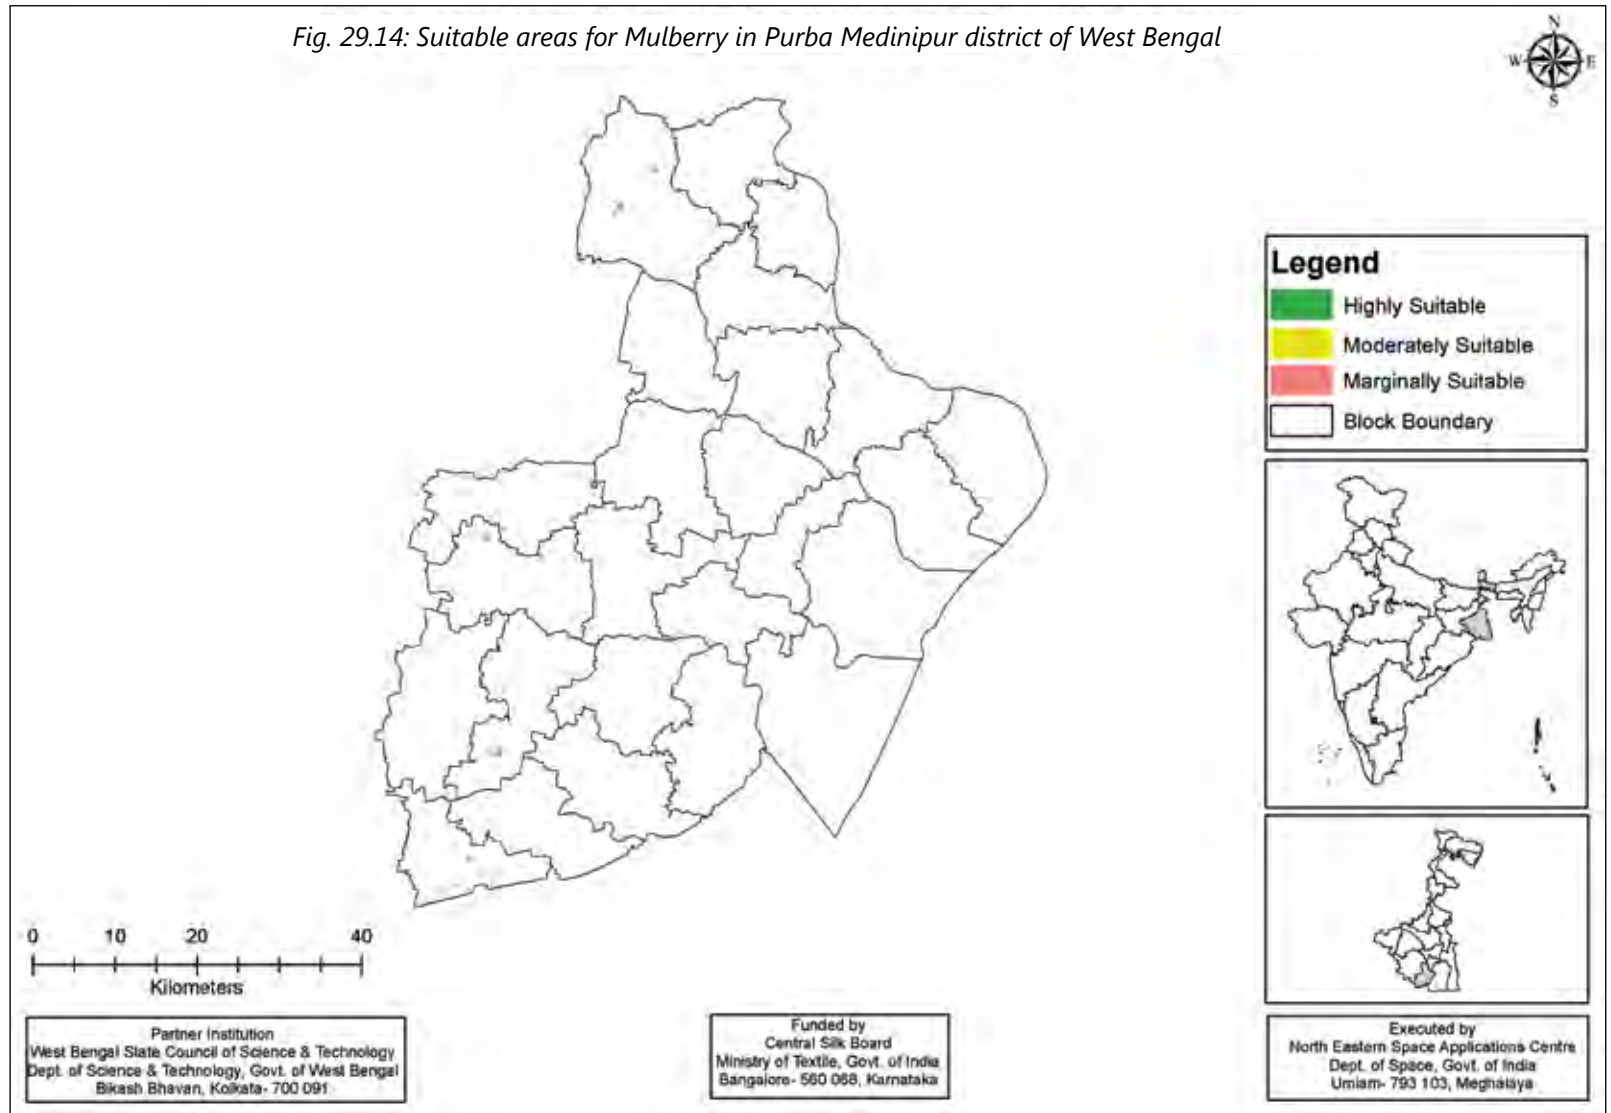 Fig. 29.14: Suitable areas for Mulberry in Purba Medinipur district of West Bengal
N
W
E
S
Legend
Highly Suitable
Moderately Suitable
Marginally Suitable
Block Boundary
0 10 20 40
Kilometers
Partner Institution
West Bengal State Council of Science & Technology
Dept. of Science & Technology, Govt. of West Bengal
Bikash Bhavan, Kolkata- 700 091
Funded by
Central Silk Board
Ministry of Textile, Govt. of India
Bangalore- 560 068, Karnataka
Executed by
North Eastern Space Applications Centre
Dept. of Space, Govt. of India
Umiam- 793 103, Meghalaya